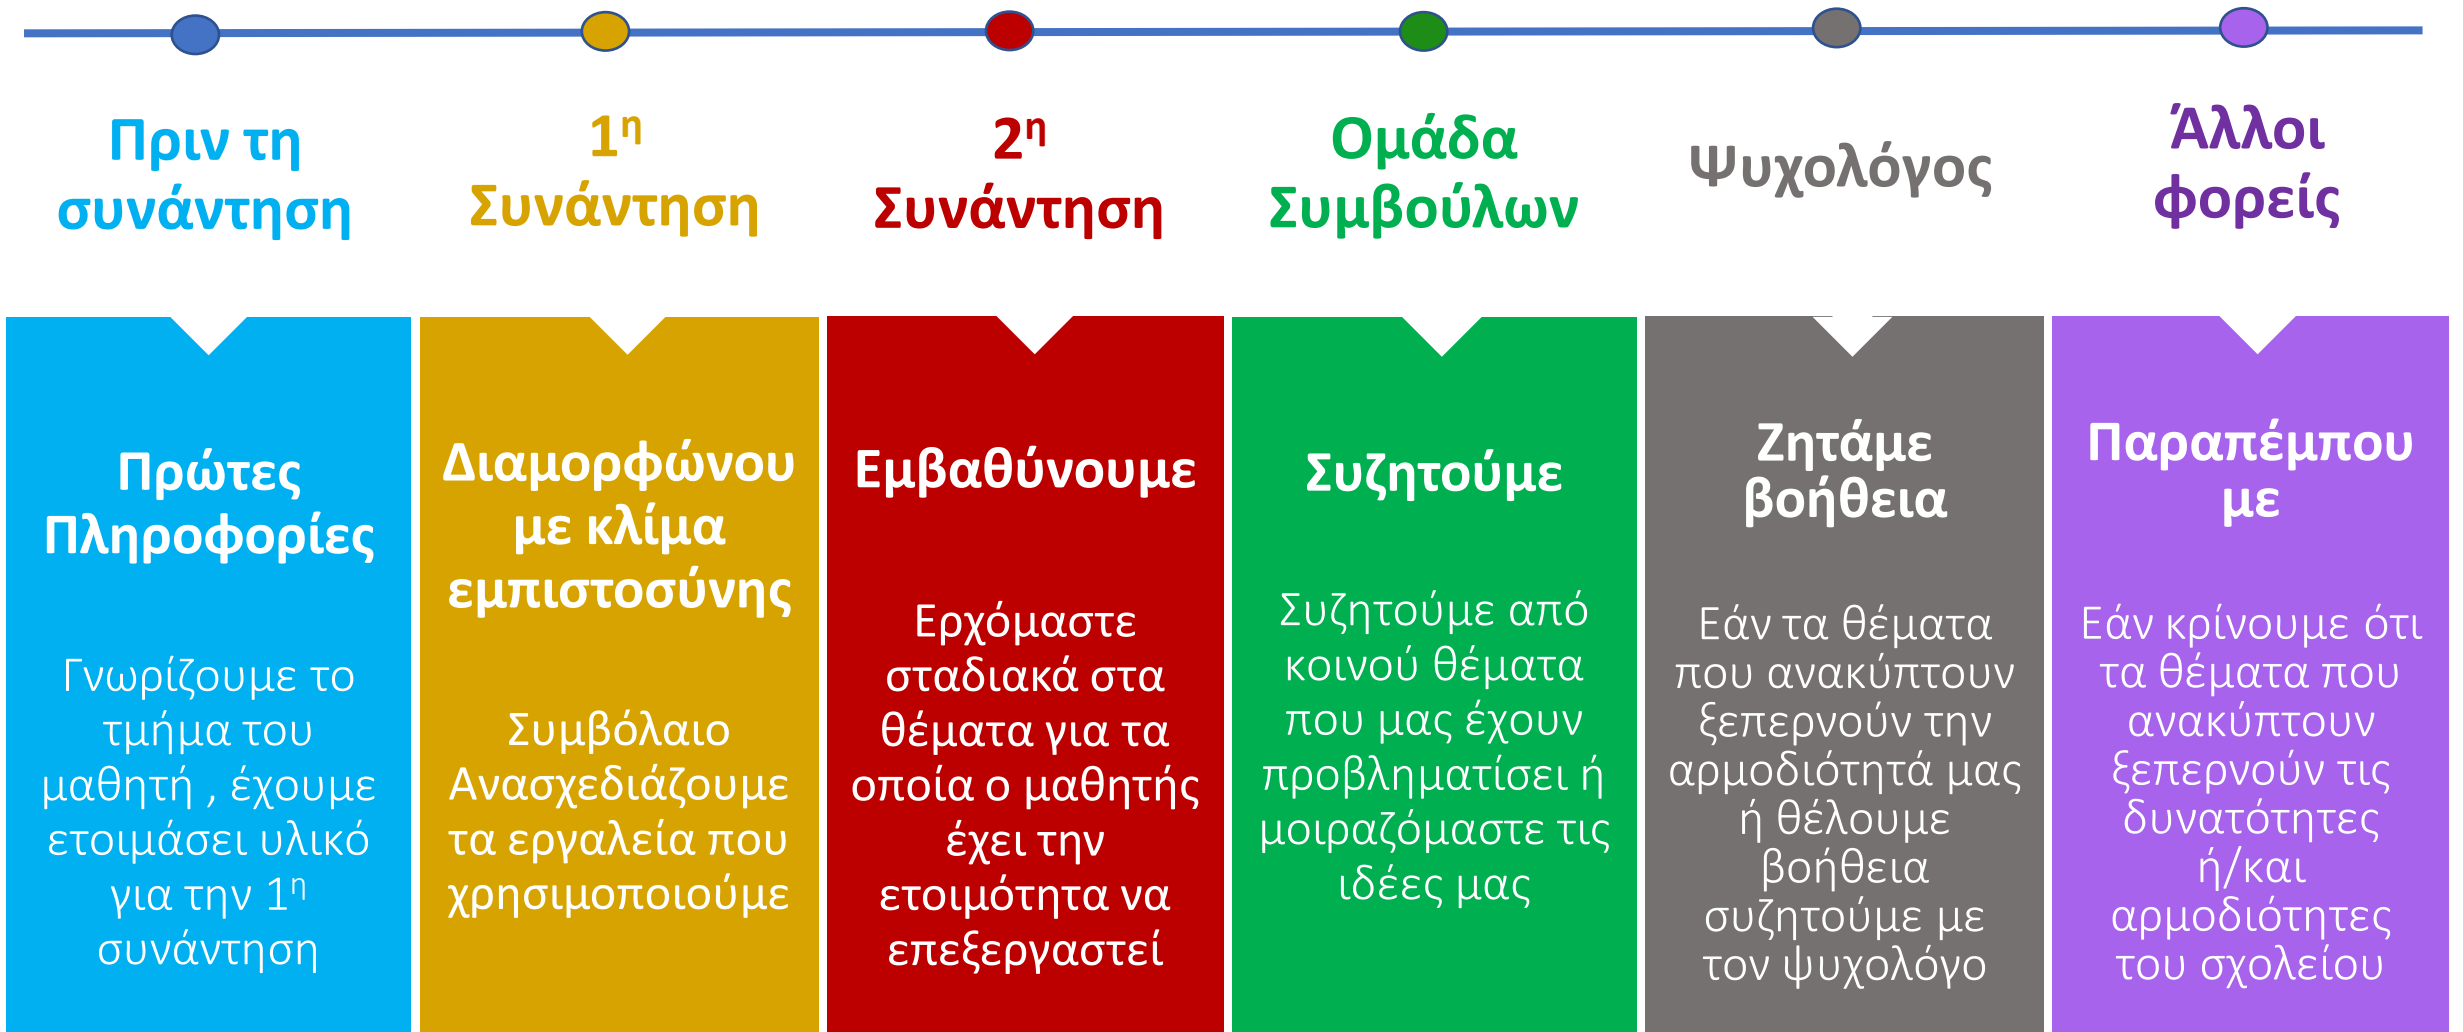 Πριν τη
συνάντηση
1η
Συνάντηση
2η
Συνάντηση
Ομάδα
Συμβούλων
Ψυχολόγος
Άλλοι
φορείς
Πρώτες
Πληροφορίες
Γνωρίζουμε το
τμήμα του
μαθητή , έχουμε
ετοιμάσει υλικό
για την 1η
συνάντηση
Διαμορφώνου
με κλίμα
εμπιστοσύνης
Συμβόλαιο
Ανασχεδιάζουμε
τα εργαλεία που
χρησιμοποιούμε
Εμβαθύνουμε
Ερχόμαστε
σταδιακά στα
θέματα για τα
οποία ο μαθητής
έχει την
ετοιμότητα να
επεξεργαστεί
Συζητούμε
Συζητούμε από
κοινού θέματα
που μας έχουν
προβληματίσει ή
μοιραζόμαστε τις
ιδέες μας
Ζητάμε
βοήθεια
Εάν τα θέματα
που ανακύπτουν
ξεπερνούν την
αρμοδιότητά μας
ή θέλουμε
βοήθεια
συζητούμε με
τον ψυχολόγο
Παραπέμπου
με
Εάν κρίνουμε ότι
τα θέματα που
ανακύπτουν
ξεπερνούν τις
δυνατότητες
ή/και
αρμοδιότητες
του σχολείου